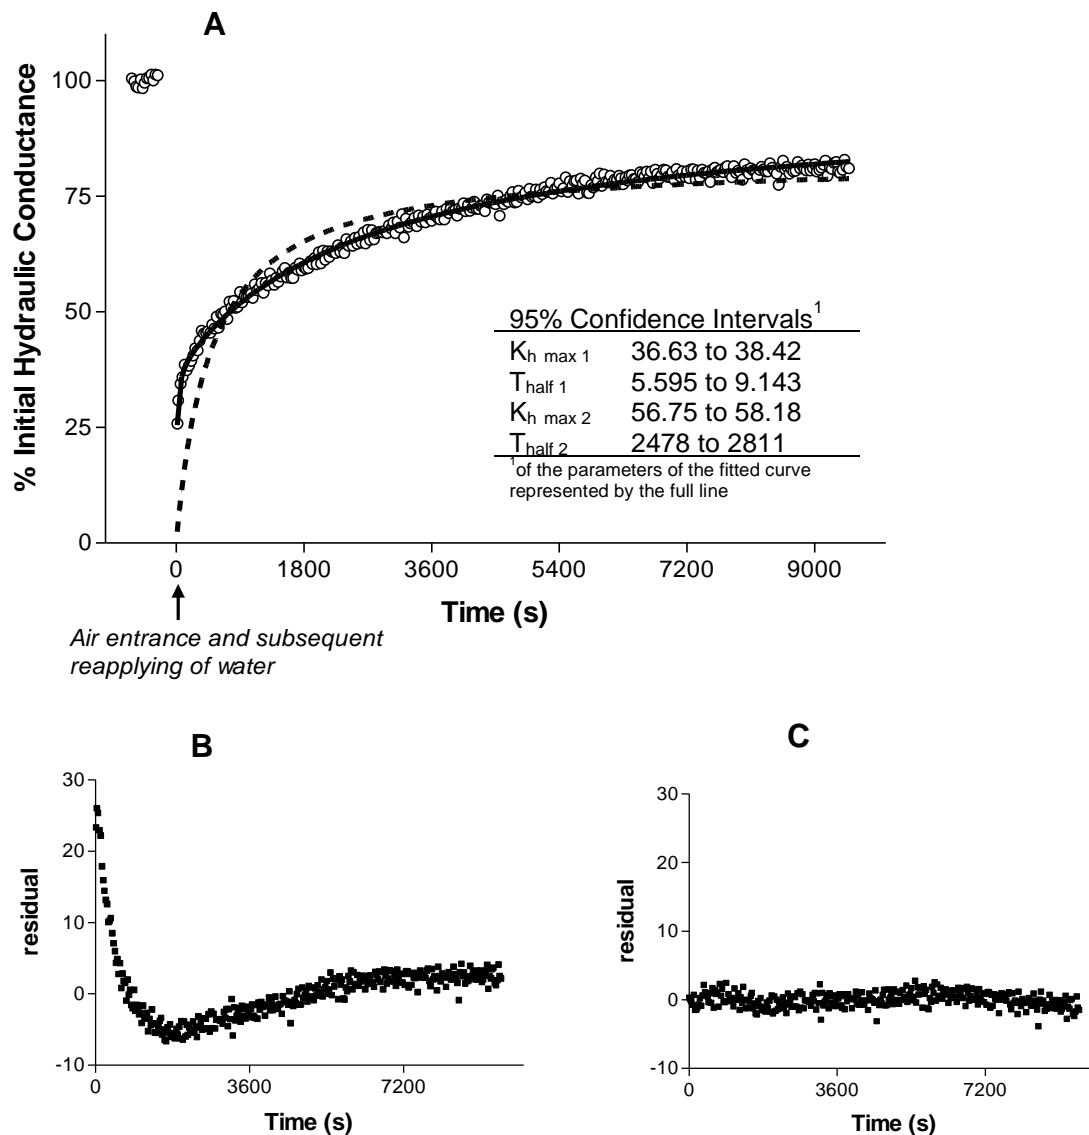 A
% Initial Hydraulic Conductance
100
75
50
25
0
0 1800 3600 5400 7200 9000
Time (s)
95% Confidence Intervals1
Kh max 1 36.63 to 38.42
Thalf 1 5.595 to 9.143
Kh max 2 56.75 to 58.18
Thalf 2 2478 to 2811
1of the parameters of the fitted curve
represented by the full line
Air entrance and subsequent
reapplying of water
B
residual
30
20
10
0
-10
0 3600 7200
Time (s)
C
residual
30
20
10
0
-10
0 3600 7200
Time (s)